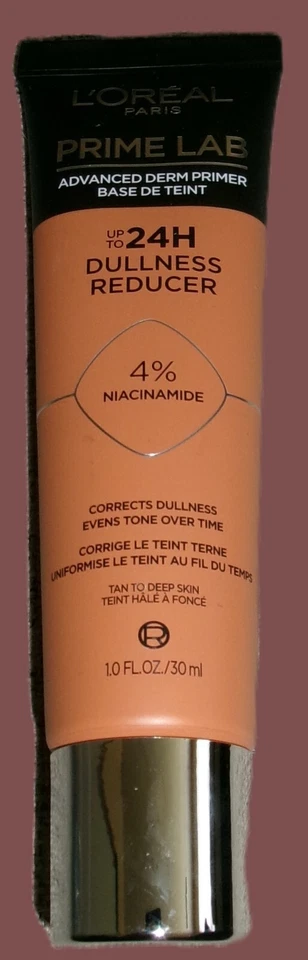 L'ORÉAL
PARIS
PRIME LAB
ADVANCED DERM PRIMER
BASE DE TEINT
UP TO 24H
DULLNESS
REDUCER
4%
NIACINAMIDE
CORRECTS DULLNESS
EVENS TONE OVER TIME
CORRIGE LE TEINT TERNE
UNIFORMISE LE TEINT AU FIL DU TEMPS
TAN TO DEEP SKIN
TEINT HÂLÉ À FONCÉ
1.0 FL.OZ./30 ml